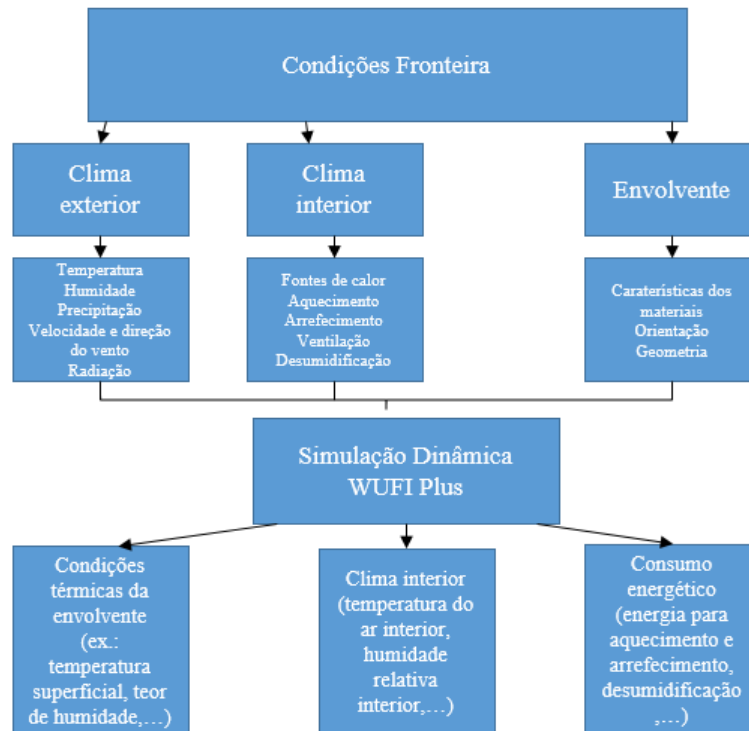 Condições Fronteira
Clima
exterior
Clima
interior
Envolvente
Temperatura
Humidade
Precipitação
Velocidade e direção
do vento
Radiação
Fontes de calor
Aquecimento
Arrefecimento
Ventilação
Desumidificação
Caraterísticas dos
materiais
Orientação
Geometria
Simulação Dinâmica
WUFI Plus
Condições
térmicas da
envolvente
(ex.:
temperatura
superficial, teor
de humidade,…)
Clima interior
(temperatura do
ar interior,
humidade
relativa
interior,…)
Consumo
energético
(energia para
aquecimento e
arrefecimento,
desumidificação
,…)